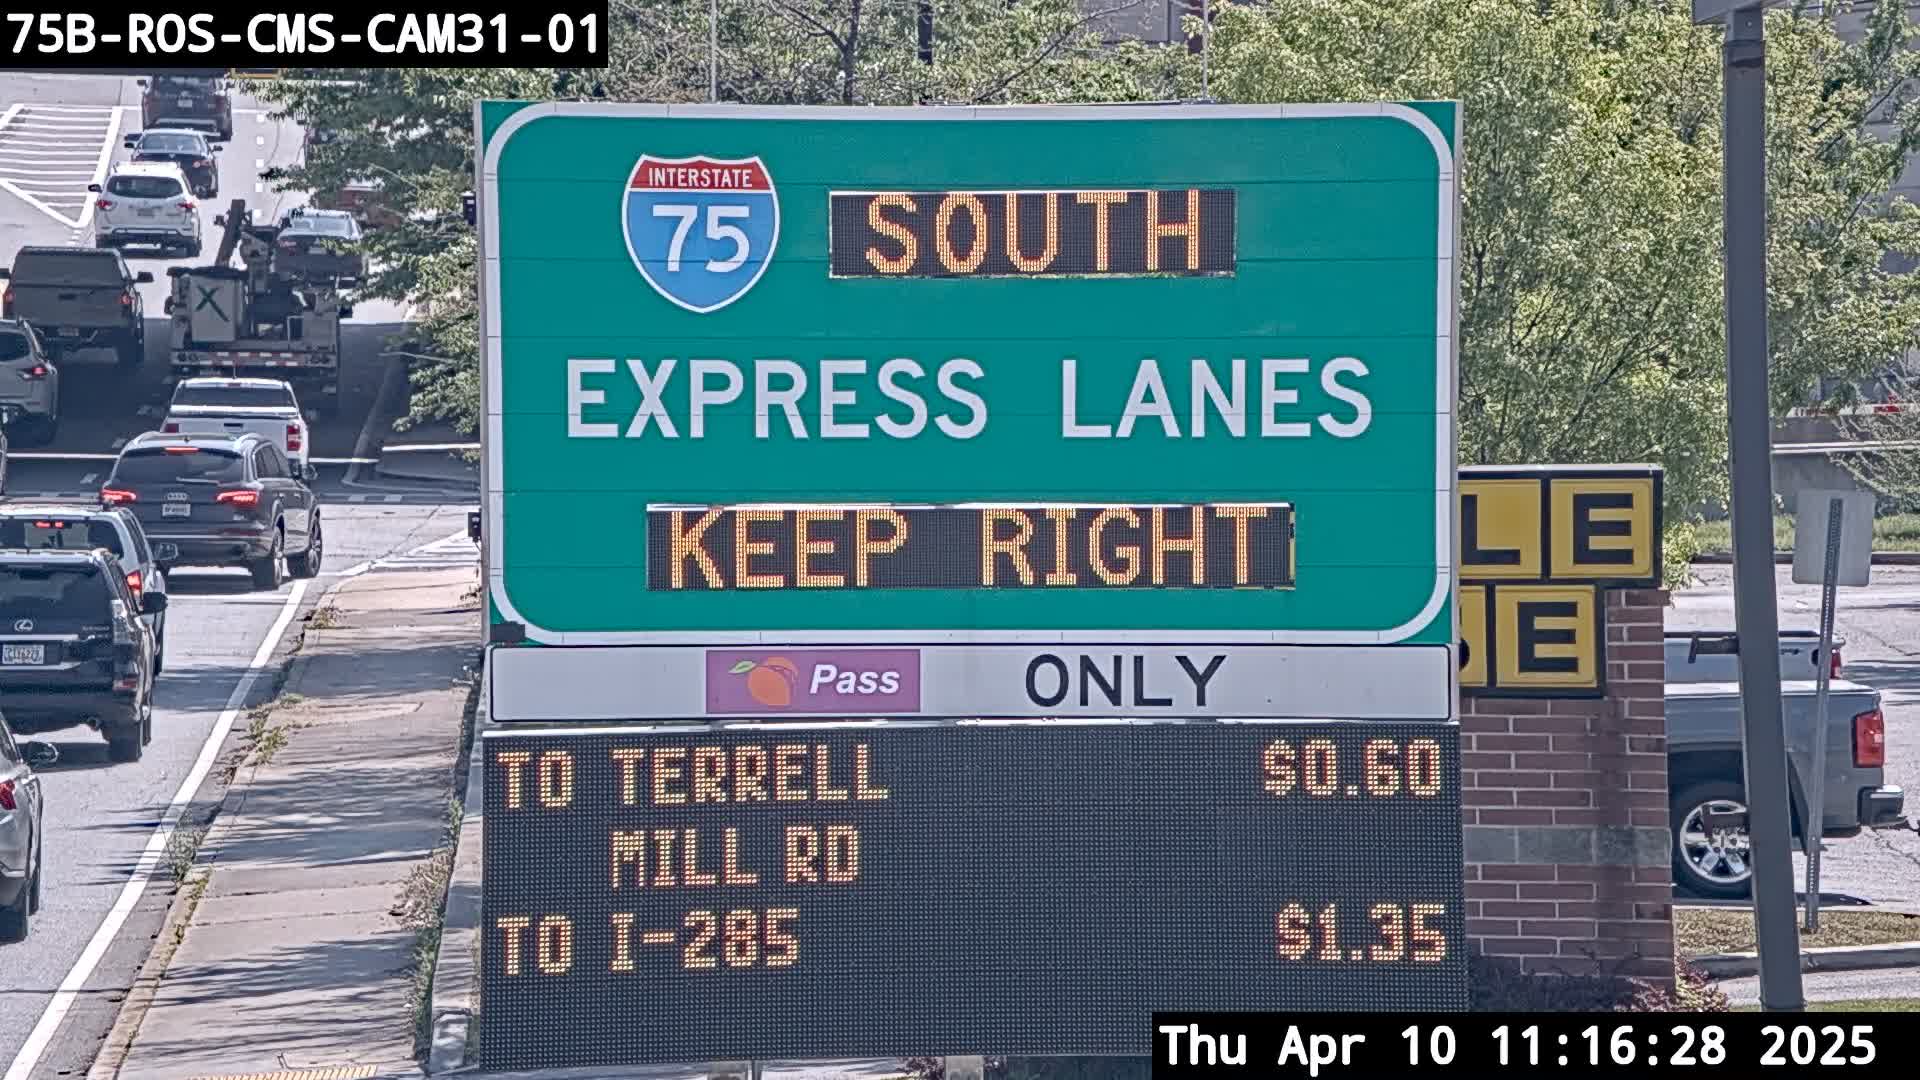 75B-ROS-CMS-CAM31-01
INTERSTATE
75
SOUTH
EXPRESS LANES
KEEP RIGHT
Pass ONLY
TO TERRELL $0.60
MILL RD
TO I-285 $1.35
LE
E
X
Thu Apr 10 11:16:28 2025